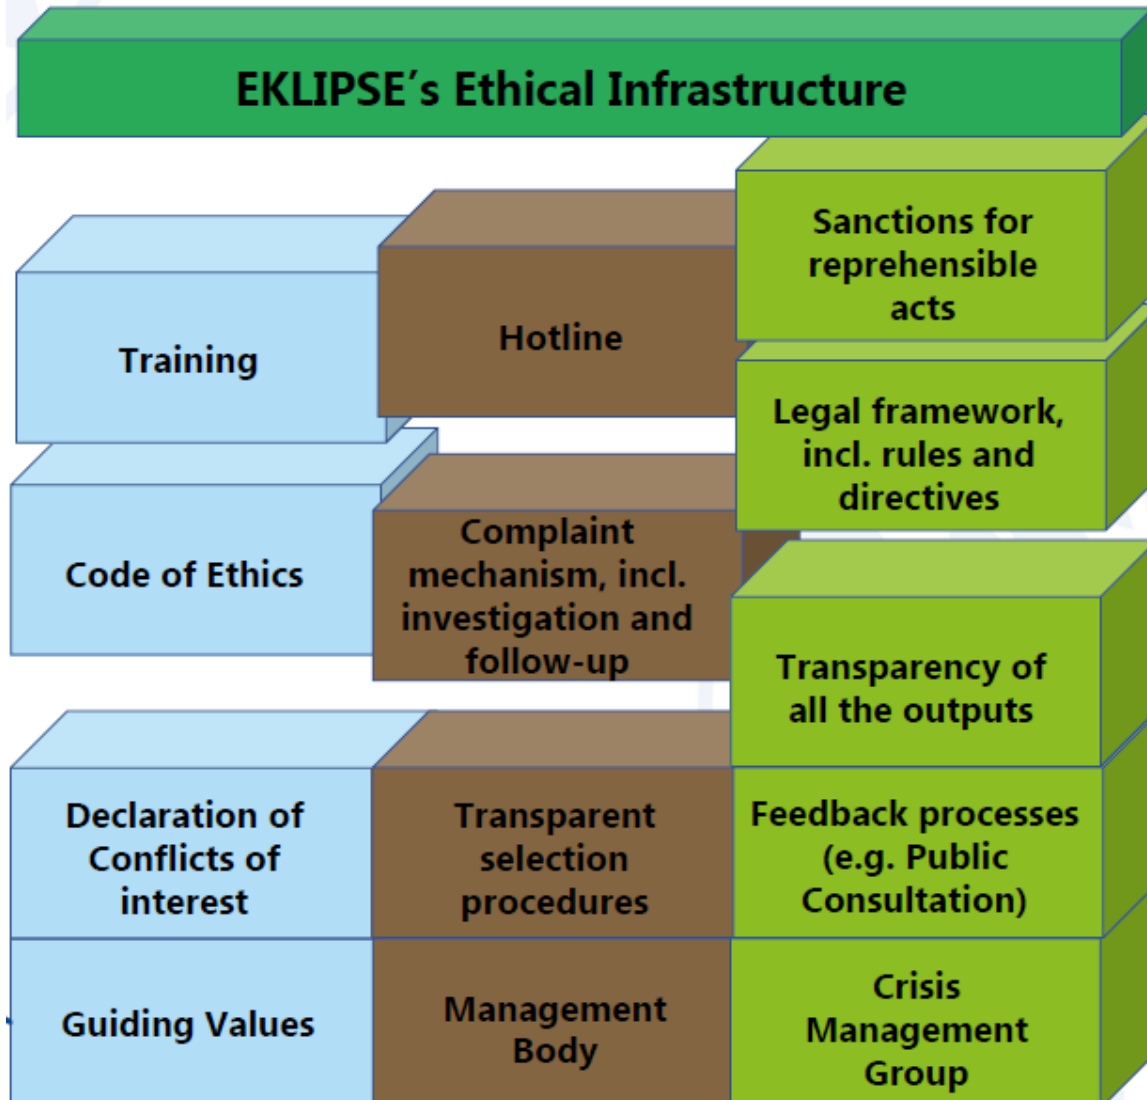 EKLIPSE’s Ethical Infrastructure
Training
Hotline
Sanctions for
reprehensible
acts
Legal framework,
incl. rules and
directives
Code of Ethics
Complaint
mechanism, incl.
investigation and
follow-up
Transparency of
all the outputs
Declaration of
Conflicts of
interest
Transparent
selection
procedures
Feedback processes
(e.g. Public
Consultation)
Guiding Values
Management
Body
Crisis
Management
Group